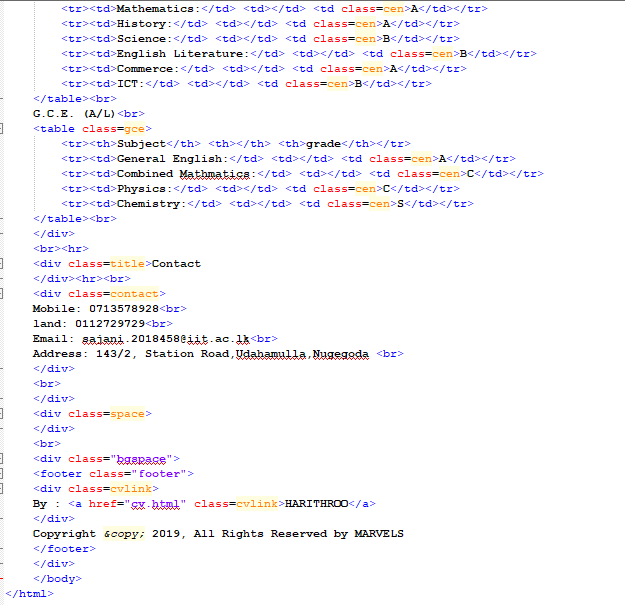 <tr><td>Mathematics:</td> <td></td> <td class=cen>A</td></tr>
<tr><td>History:</td> <td></td> <td class=cen>A</td></tr>
<tr><td>Science:</td> <td></td> <td class=cen>B</td></tr>
<tr><td>English Literature:</td> <td></td> <td class=cen>B</td></tr>
<tr><td>Commerce:</td> <td></td> <td class=cen>A</td></tr>
<tr><td>ICT:</td> <td></td> <td class=cen>B</td></tr>
</table><br>
G.C.E. (A/L)<br>
<table class=gce>
<tr><th>Subject</th> <th></th> <th>grade</th></tr>
<tr><td>General English:</td> <td></td> <td class=cen>A</td></tr>
<tr><td>Combined Mathmatics:</td> <td></td> <td class=cen>C</td></tr>
<tr><td>Physics:</td> <td></td> <td class=cen>C</td></tr>
<tr><td>Chemistry:</td> <td></td> <td class=cen>S</td></tr>
</table><br>
</div>
<br><hr>
<div class=title>Contact
</div><hr><br>
<div class=contact>
Mobile: 0713578928<br>
land: 0112729729<br>
Email: sajani.2018458@iit.ac.lk<br>
Address: 143/2, Station Road,Udahamulla,Nugegoda <br>
</div>
<br>
</div>
<div class=space>
</div>
<br>
<div class="bgspace">
<footer class="footer">
<div class=cvlink>
By : <a href="cv.html" class=cvlink>HARITHROO</a>
</div>
Copyright &copy; 2019, All Rights Reserved by MARVELS
</footer>
</div>
</body>
</html>